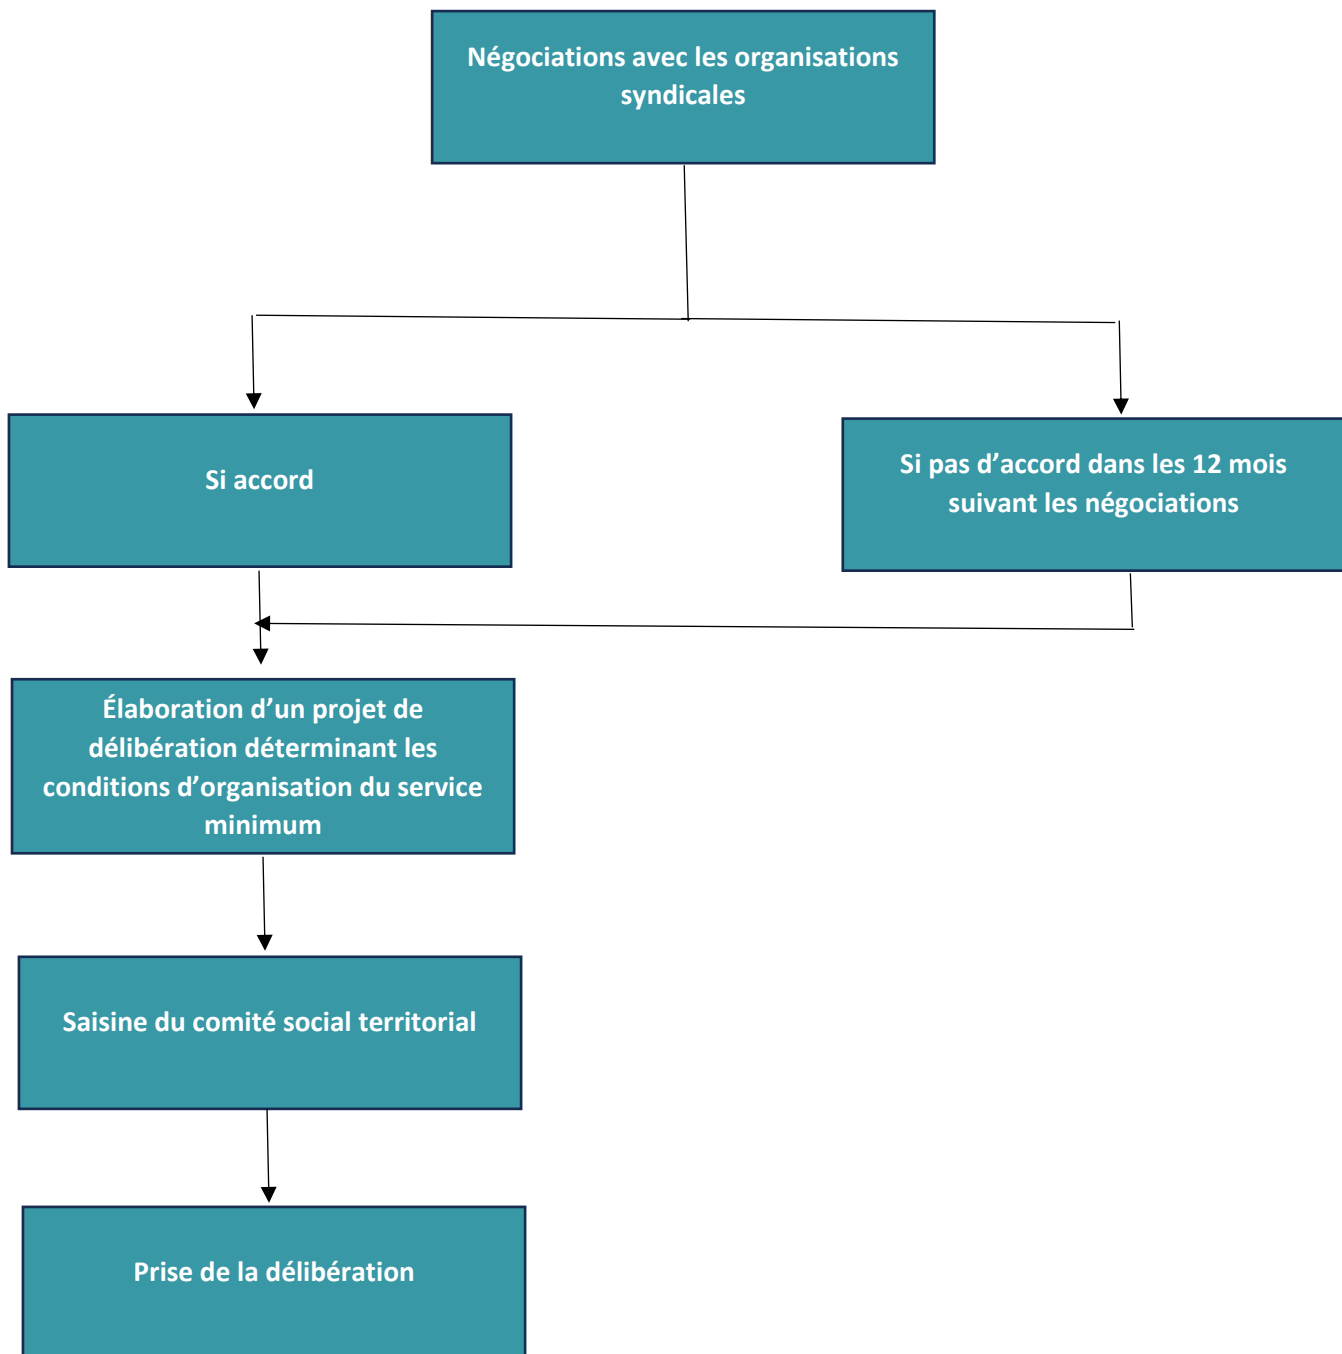 Négociations avec les organisations
syndicales
Si accord
Si pas d’accord dans les 12 mois
suivant les négociations
Élaboration d’un projet de
délibération déterminant les
conditions d’organisation du service
minimum
Saisine du comité social territorial
Prise de la délibération